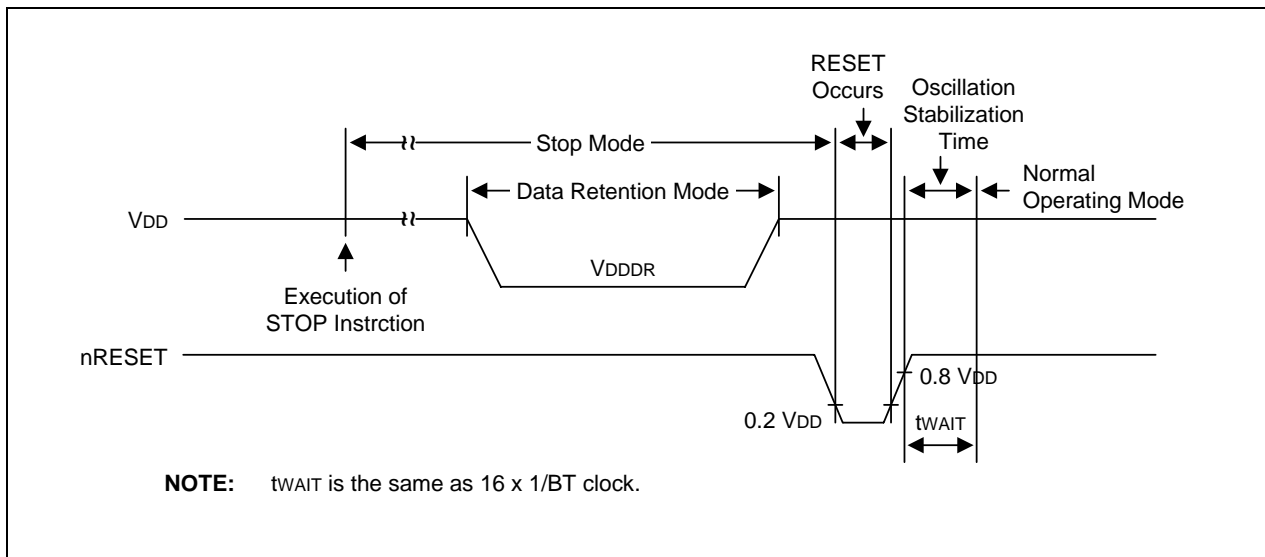 RESET
Occurs
Oscillation
Stabilization
Time
Stop Mode
Normal
Operating Mode
Data Retention Mode
VDD
VDDDR
Execution of
STOP Instrction
nRESET
0.8 VDD
0.2 VDD
tWAIT
NOTE: tWAIT is the same as 16 x 1/BT clock.